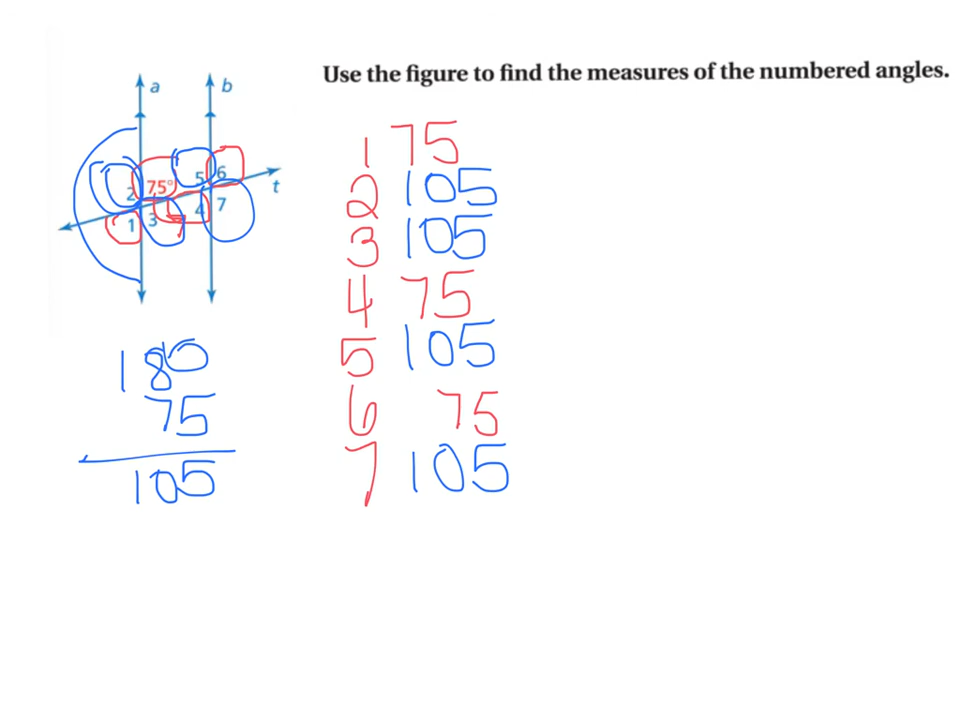 Use the figure to find the measures of the numbered angles.
a b
2 75° 5 6
t
1 3 4 7
1 75
2 105
3 105
4 75
5 105
6 75
7 105
180
75
105